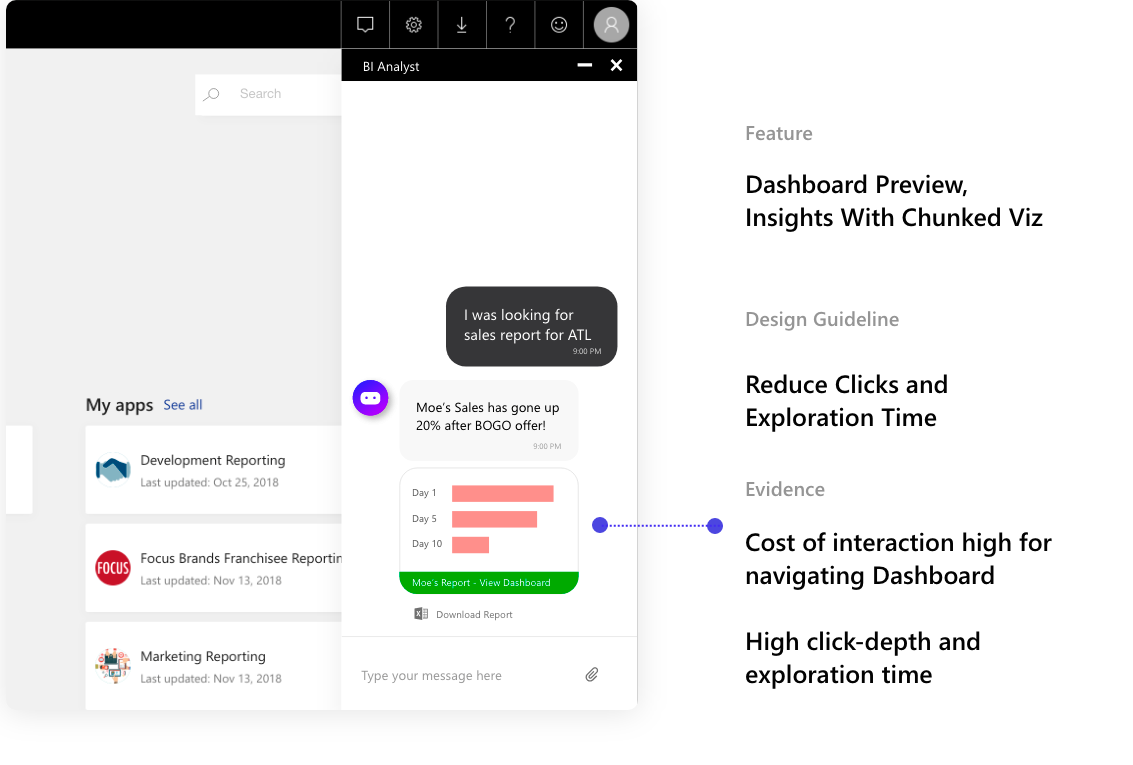 ?
BI Analyst
Search
I was looking for
sales report for ATL
9:00 PM
Moe's Sales has gone up
20% after BOGO offer!
9:00 PM
Day 1
Day 5
Day 10
Moe's Report - View Dashboard
Download Report
Type your message here
My apps See all
Development Reporting
Last updated: Oct 25, 2018
FOCUS
Focus Brands Franchisee Reportin
Last updated: Nov 13, 2018
Marketing Reporting
Last updated: Nov 13, 2018
Feature
Dashboard Preview,
Insights With Chunked Viz
Design Guideline
Reduce Clicks and
Exploration Time
Evidence
Cost of interaction high for
navigating Dashboard
High click-depth and
exploration time